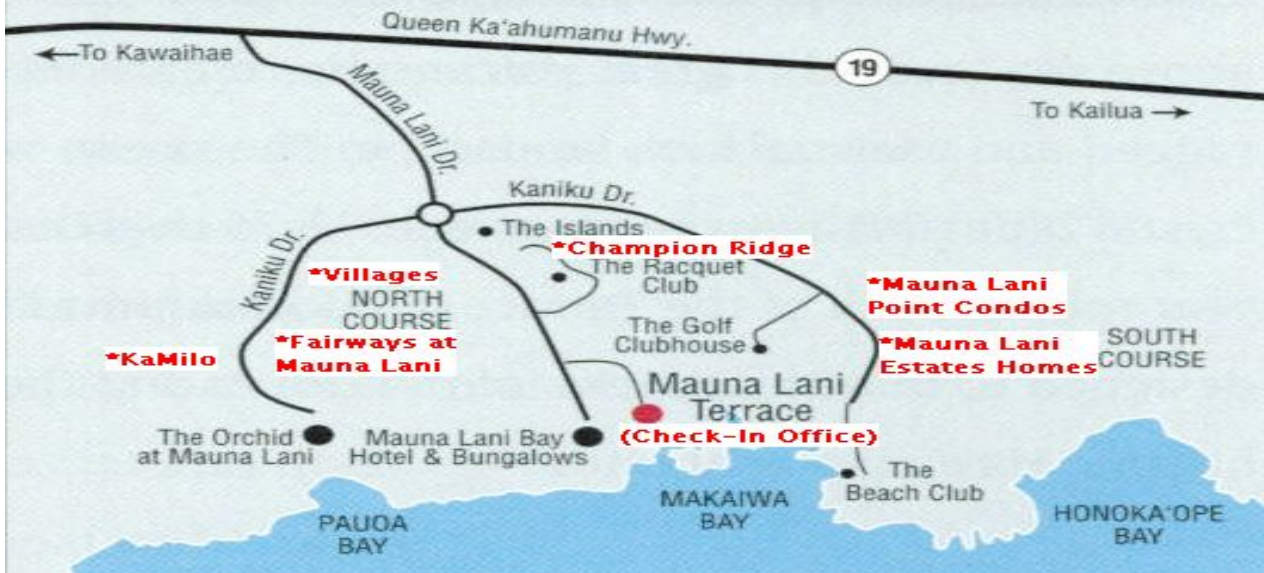 Queen Ka‘ahumanu Hwy.
←To Kawaihae
19
To Kailua →
Mauna Lani Dr.
Kaniku Dr.
The Islands
*Champion Ridge
The Racquet
Club
Kaniku Dr.
*Villages
NORTH
COURSE
*Fairways at
Mauna Lani
*KaMilo
*Mauna Lani
Point Condos
The Golf
Clubhouse
*Mauna Lani
Estates Homes
SOUTH
COURSE
Mauna Lani
Terrace
(Check-In Office)
The Orchid
at Mauna Lani
Mauna Lani Bay
Hotel & Bungalows
The
Beach Club
PAUOA
BAY
MAKAIWA
BAY
HONOKA‘OPE
BAY